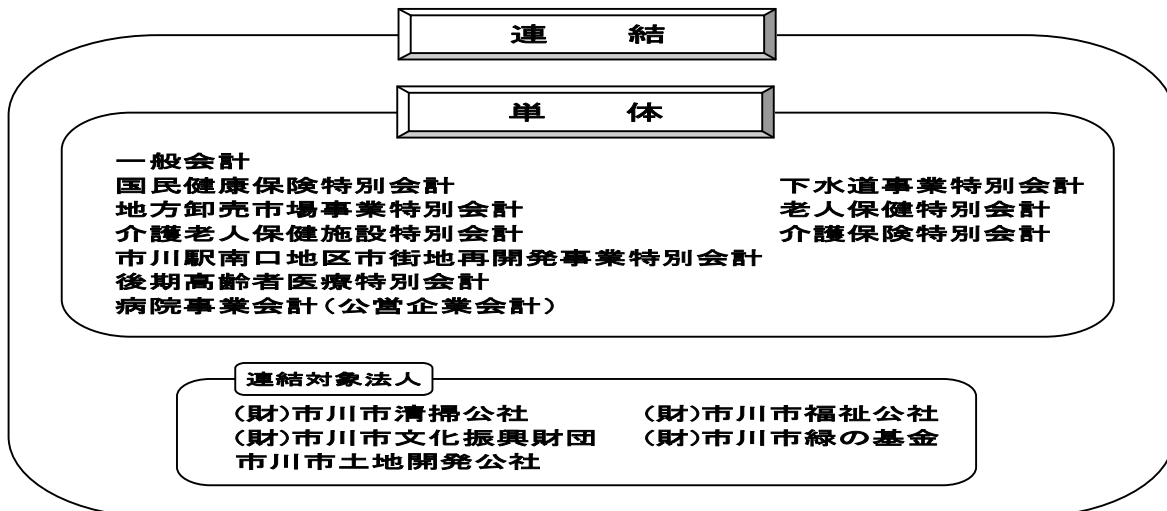 連　結
単　体
一般会計
国民健康保険特別会計　下水道事業特別会計
地方卸売市場事業特別会計　老人保健特別会計
介護老人保健施設特別会計　介護保険特別会計
市川駅南口地区市街地再開発事業特別会計
後期高齢者医療特別会計
病院事業会計(公営企業会計)
連結対象法人
(財)市川市清掃公社　(財)市川市福祉公社
(財)市川市文化振興財団　(財)市川市緑の基金
市川市土地開発公社